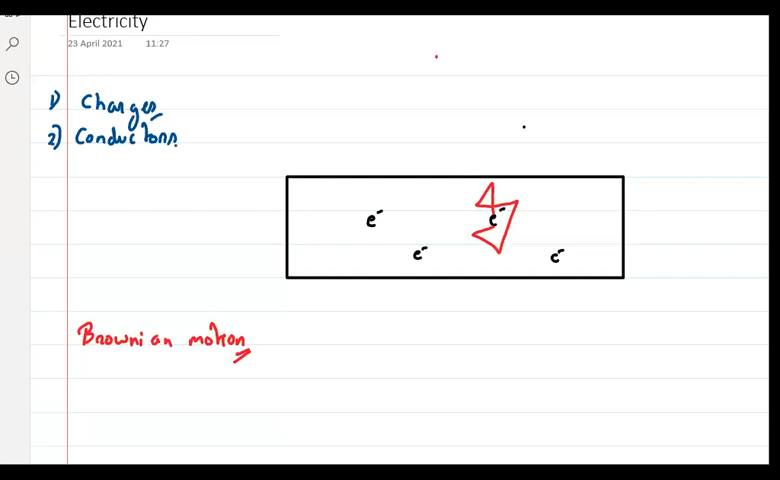 Electricity
23 April 2021 11:27
1) Charges
2) Conductors
e⁻
e⁻
e⁻
e⁻
Brownian motion